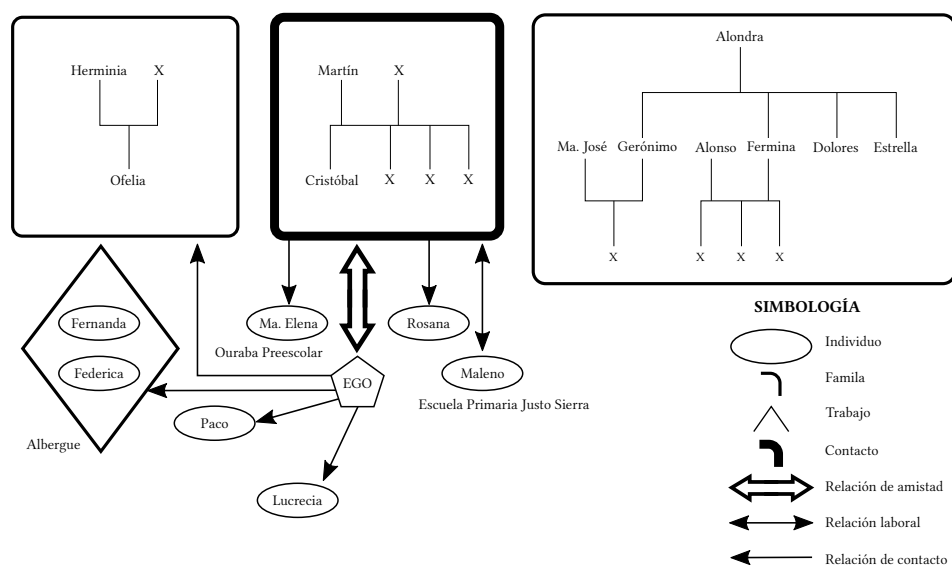 Herminia X
Ofelia
Martín X
Cristóbal X X X
Alondra
Ma. José Gerónimo Alonso Fermina Dolores Estrella
X X X X
Fernanda
Federica
Albergue
Ma. Elena
Ouraba Preescolar
Rosana
EGO
Maleno
Escuela Primaria Justo Sierra
Paco
Lucrecia
SIMBOLOGÍA
Individuo
Famila
Trabajo
Contacto
Relación de amistad
Relación laboral
Relación de contacto